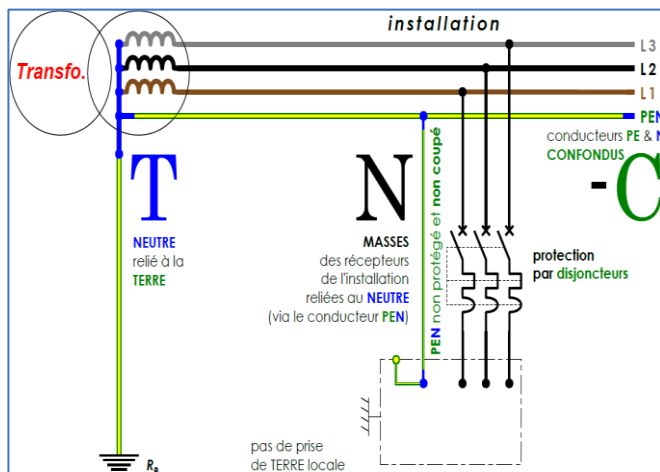 installation
Transfo.
L3
L2
L1
PEN
conducteurs PE & N
CONFONDUS
-C
T
NEUTRE
relié à la
TERRE
N
MASSES
des récepteurs
de l'installation
reliées au NEUTRE
(via le conducteur PEN)
PEN non protégé et non coupé
protection
par disjoncteurs
pas de prise
de TERRE locale
RB